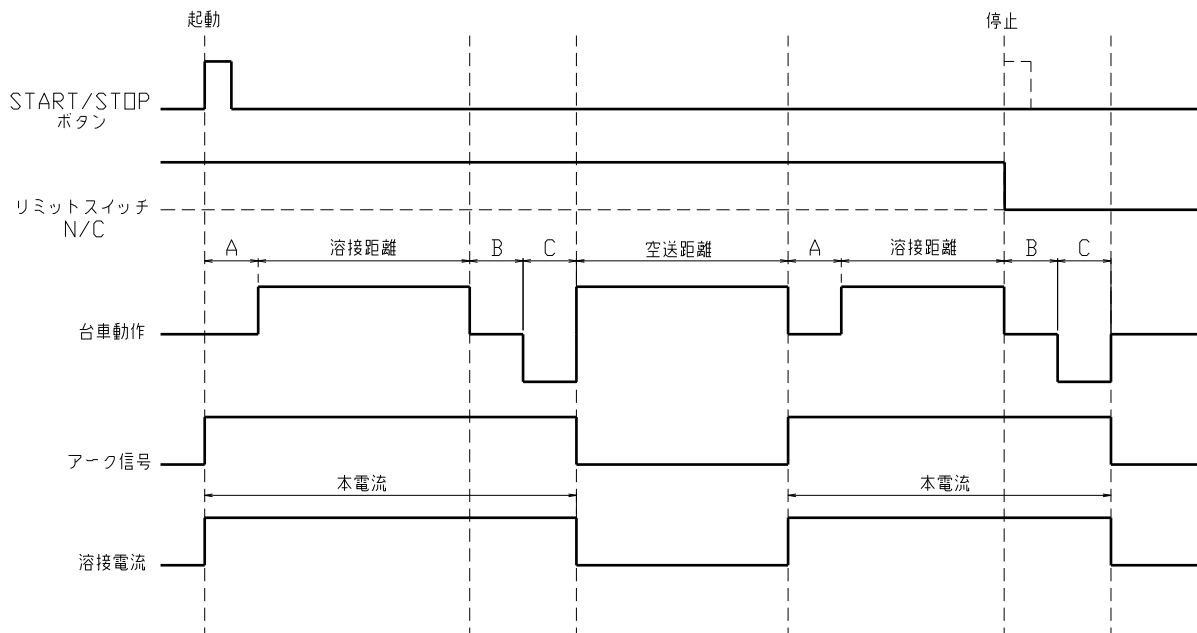 起動
停止
START/STOP
ボタン
リミットスイッチ
N/C
A
溶接距離
B
C
空送距離
A
溶接距離
B
C
台車動作
アーク信号
本電流
本電流
溶接電流